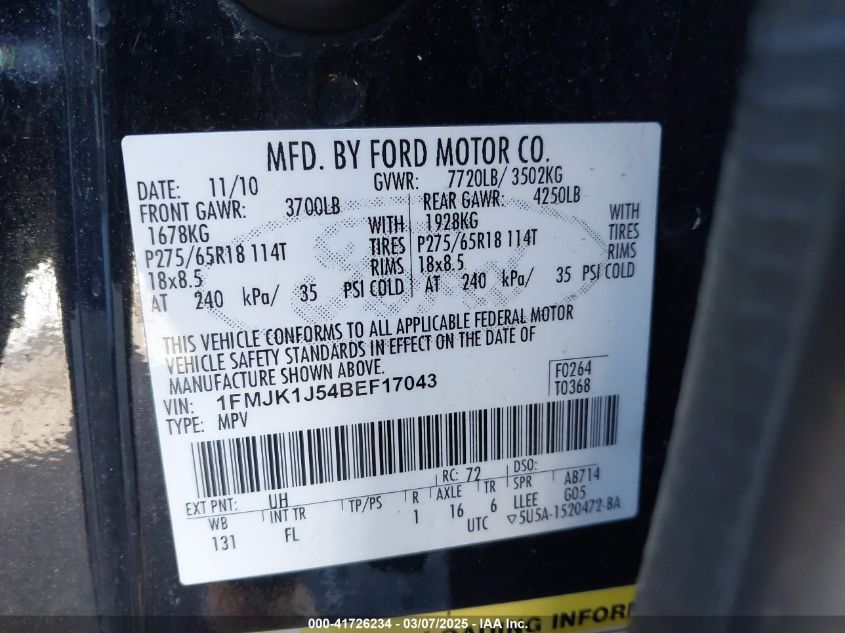 MFD. BY FORD MOTOR CO.
DATE: 11/10 GVWR: 7720LB/ 3502KG
FRONT GAWR: 3700LB REAR GAWR: 4250LB
1678KG WITH 1928KG WITH
P275/65R18 114T TIRES P275/65R18 114T TIRES
18x8.5 RIMS 18x8.5 RIMS
AT 240 kPa/ 35 PSI COLD AT 240 kPa/ 35 PSI COLD
THIS VEHICLE CONFORMS TO ALL APPLICABLE FEDERAL MOTOR
VEHICLE SAFETY STANDARDS IN EFFECT ON THE DATE OF
MANUFACTURE SHOWN ABOVE.
VIN: 1FMJK1J54BEF17043 F0264
TYPE: MPV T0368
EXT PNT: UH RC: 72 DSO:
WB INT TR TP/PS R AXLE TR SPR AB714
131 FL 1 16 6 LLEE G05
UTC ▽5U5A-1520472-BA
LOADING INFOR
000-41726234 - 03/07/2025 - IAA Inc.